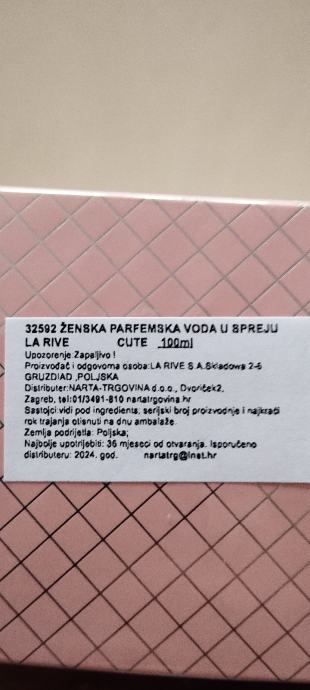 32592 ŽENSKA PARFEMSKA VODA U SPREJU
LA RIVE CUTE 100ml
Upozorenje:Zapaljivo !
Proizvođač i odgovorna osoba:LA RIVE S.A.Składowa 2-6
GRUZDIAD ,POLJSKA
Distributer:NARTA-TRGOVINA d.o.o., Dvoriček2,
Zagreb, tel:01/3491-810 nartatrgovina.hr
Sastojci:vidi pod ingredients, serijski broj proizvodnje i najkraći
rok trajanja otisnuti na dnu ambalaže.
Zemlja podrijetla: Poljska;
Najbolje upotrijebiti: 36 mjeseci od otvaranja. Isporučeno
distributeru: 2024. god. nartatrg@inet.hr